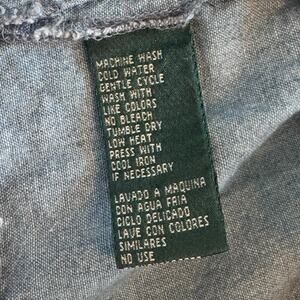 MACHINE WASH
COLD WATER
GENTLE CYCLE
WASH WITH
LIKE COLORS
NO BLEACH
TUMBLE DRY
LOW HEAT
PRESS WITH
COOL IRON
IF NECESSARY
LAVADO A MAQUINA
CON AGUA FAIA
CICLO DELICADO
LAVE CON COLORES
SIMILARES
NO USE